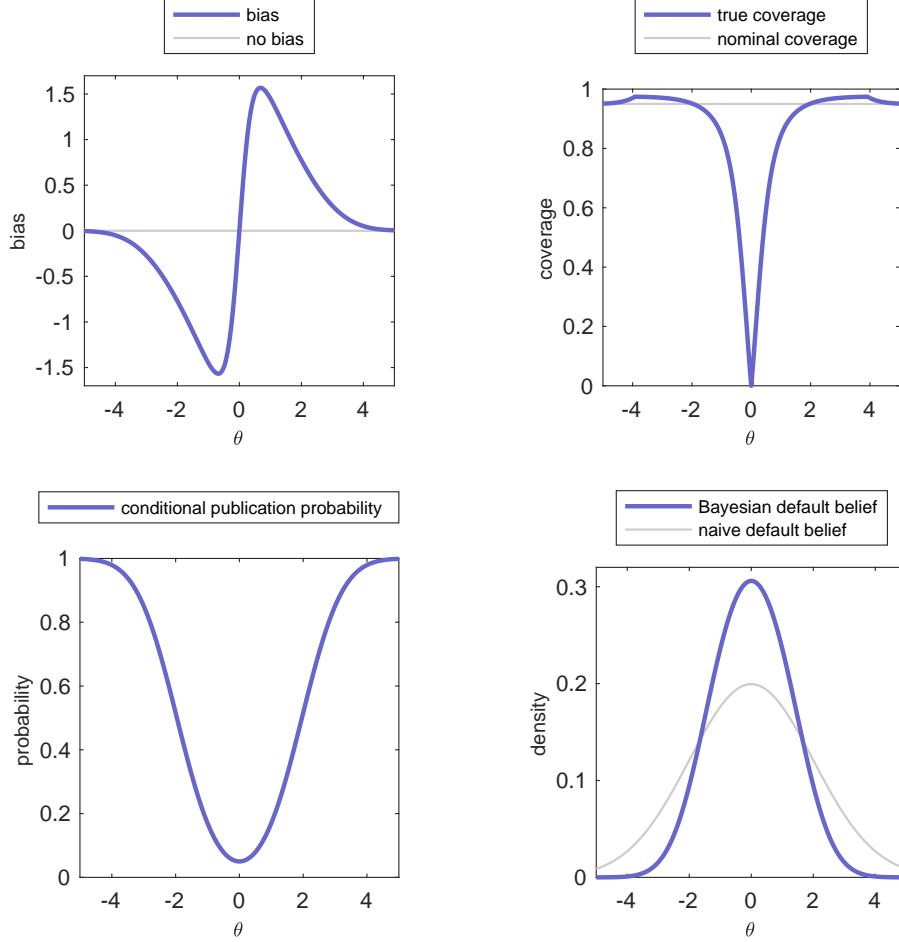 bias
no bias
1.5
1
0.5
0
-0.5
-1
-1.5
bias
-4
-2
0
2
4
θ
true coverage
nominal coverage
1
0.8
0.6
0.4
0.2
0
coverage
-4
-2
0
2
4
θ
conditional publication probability
1
0.8
0.6
0.4
0.2
0
probability
-4
-2
0
2
4
θ
Bayesian default belief
naive default belief
0.3
0.2
0.1
0
density
-4
-2
0
2
4
θ